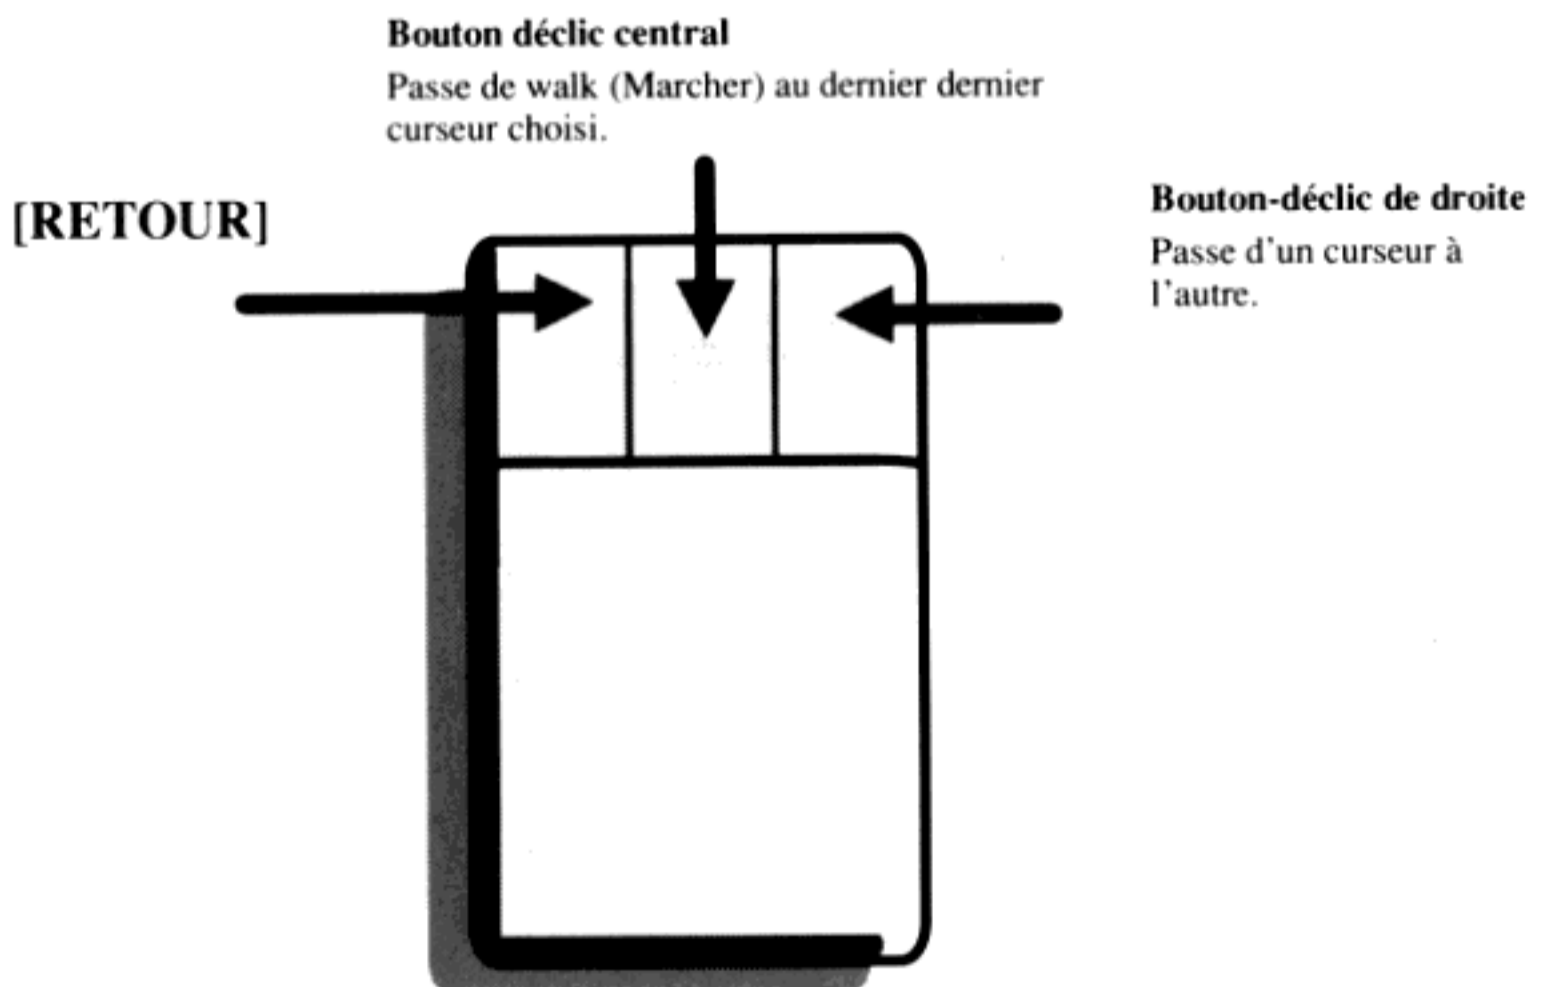 Bouton déclic central
Passe de walk (Marcher) au dernier dernier
curseur choisi.
[RETOUR]
Bouton-déclic de droite
Passe d'un curseur à
l'autre.